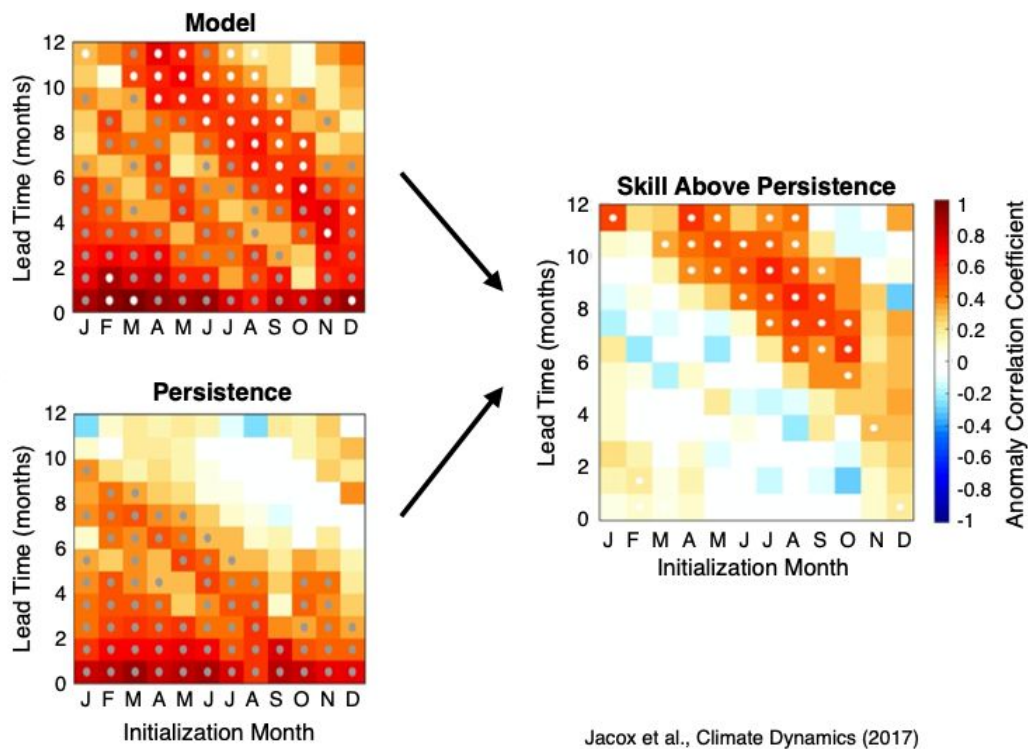 Model
12
10
8
6
4
2
0
Lead Time (months)
J F M A M J J A S O N D
Persistence
12
10
8
6
4
2
0
Lead Time (months)
J F M A M J J A S O N D
Initialization Month
Skill Above Persistence
12
10
8
6
4
2
0
Lead Time (months)
J F M A M J J A S O N D
Initialization Month
1
0.8
0.6
0.4
0.2
0
-0.2
-0.4
-0.6
-0.8
-1
Anomaly Correlation Coefficient
Jacox et al., Climate Dynamics (2017)